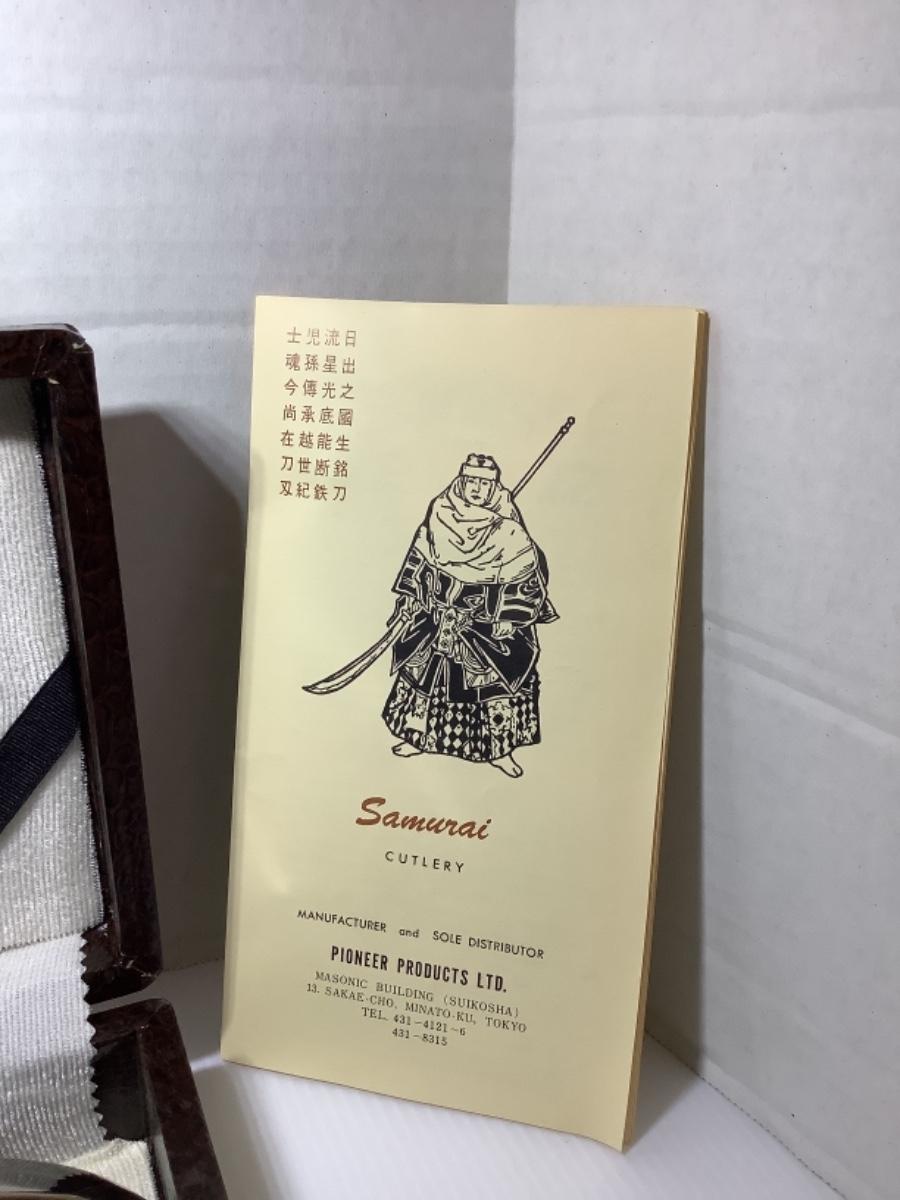 日出之國生銘刀
流星光底能断鉄
児孫傳承越世紀
士魂今尚在刀刄
Samurai
CUTLERY
MANUFACTURER and SOLE DISTRIBUTOR
PIONEER PRODUCTS LTD.
MASONIC BUILDING (SUIKOSHA)
13. SAKAE-CHO, MINATO-KU, TOKYO
TEL. 431-4121~6
431-8315